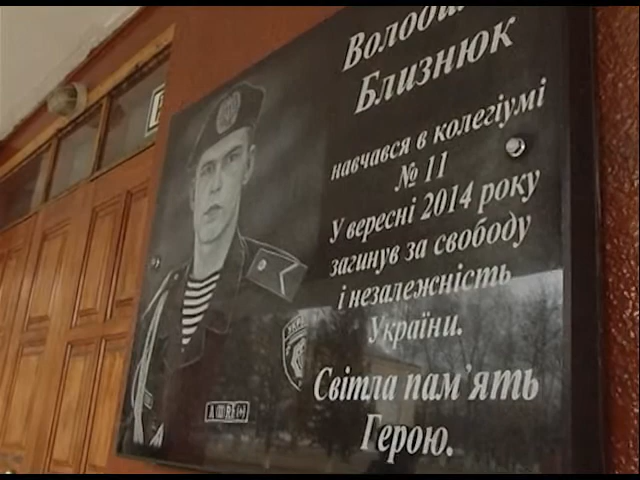 Близнюк
навчався в колегіумі
№ 11
У вересні 2014 року
загинув за свободу
і незалежність
України.
Світла пам'ять
Герою.